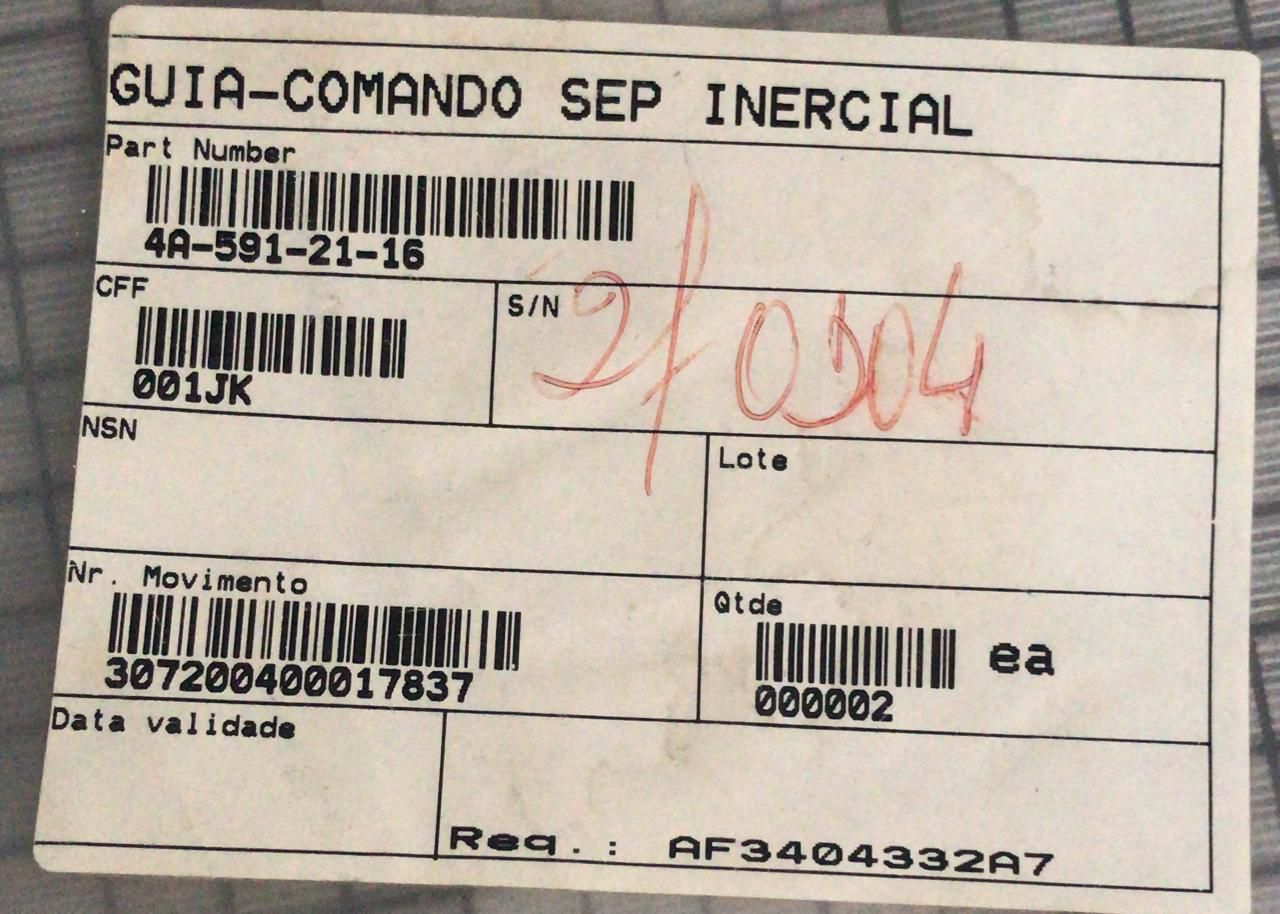 GUIA-COMANDO SEP INERCIAL
Part Number
4A-591-21-16
CFF
001JK
S/N
NSN
Lote
Nr. Movimento
307200400017837
Qtde
000002 ea
Data validade
Req.: AF3404332A7